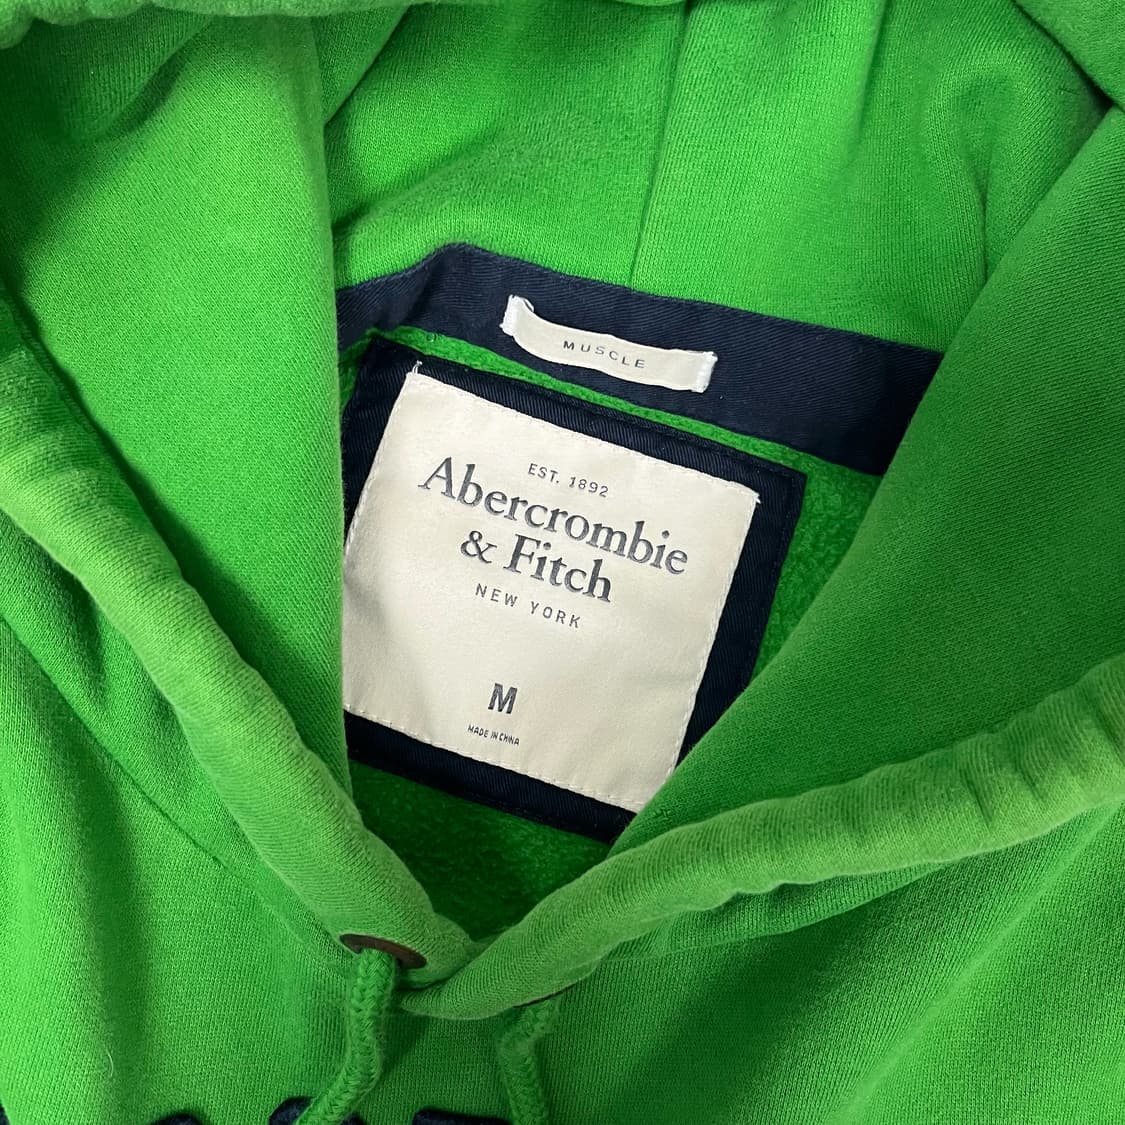 MUSCLE
EST. 1892
Abercrombie
& Fitch
NEW YORK
M
MADE IN CHINA